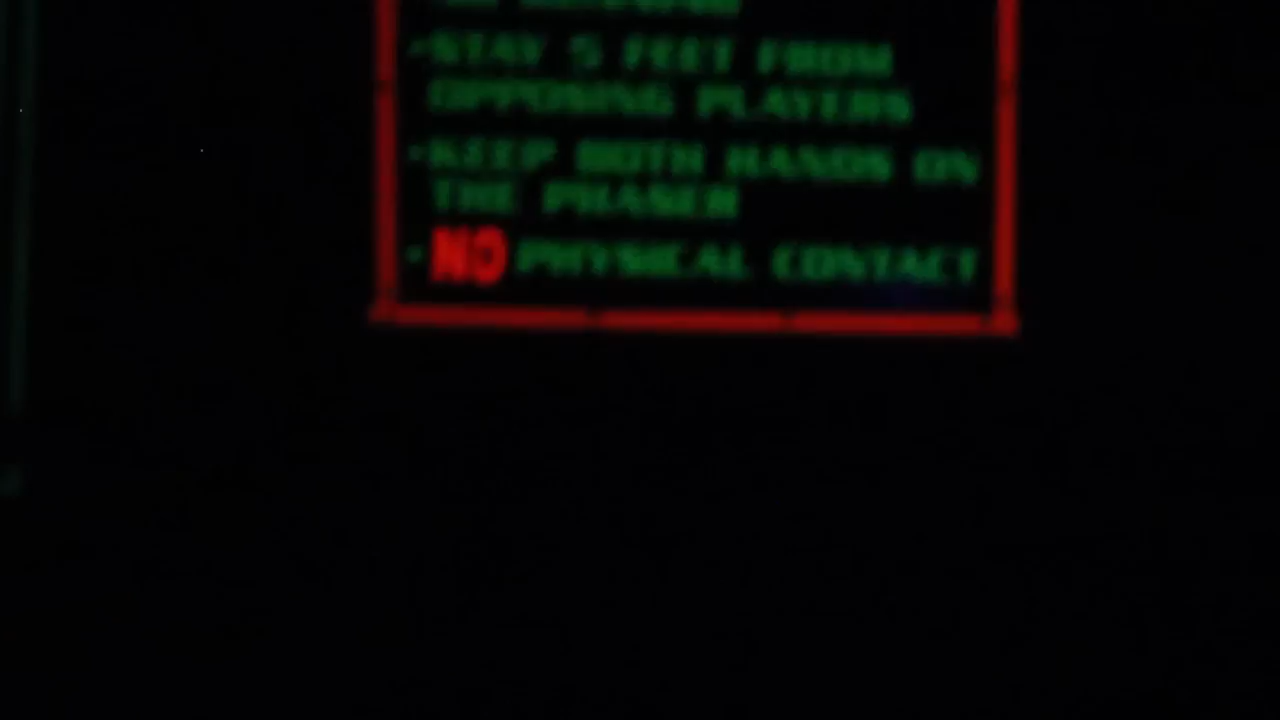 -STAY 5 FEET FROM
OPPOSING PLAYERS
-KEEP BOTH HANDS ON
THE PHASER
-NO PHYSICAL CONTACT